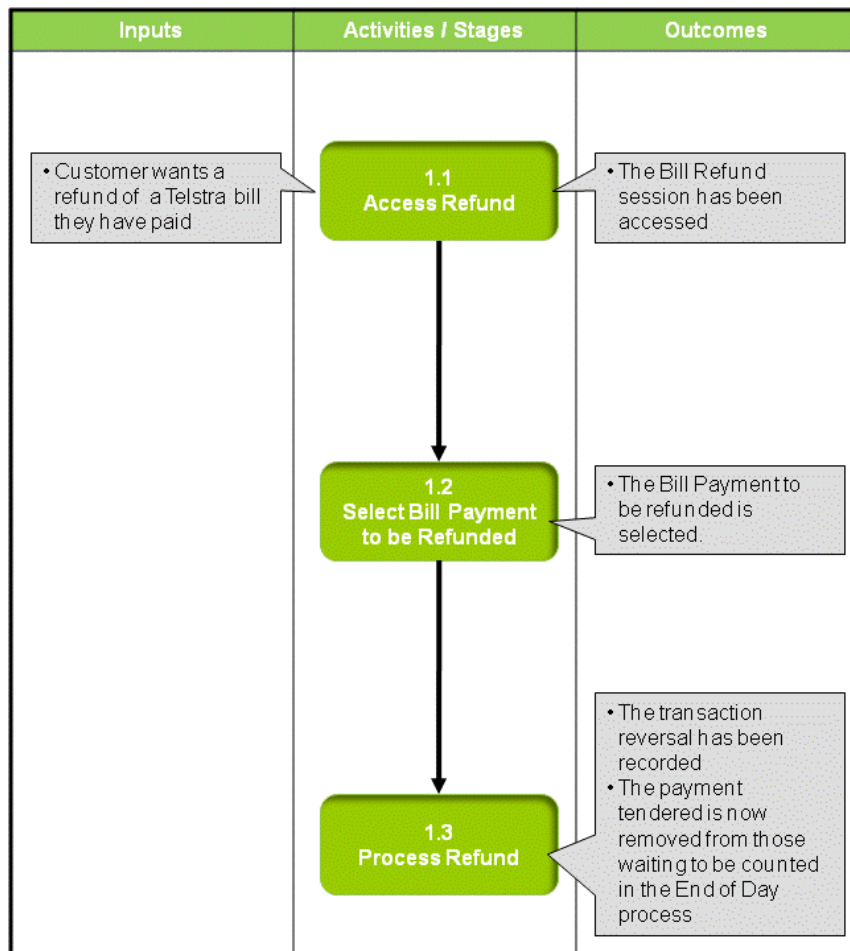 Inputs
Activities / Stages
Outcomes
• Customer wants a
refund of a Telstra bill
they have paid
1.1
Access Refund
• The Bill Refund
session has been
accessed
1.2
Select Bill Payment
to be Refunded
• The Bill Payment to
be refunded is
selected.
1.3
Process Refund
• The transaction
reversal has been
recorded
• The payment
tendered is now
removed from those
waiting to be counted
in the End of Day
process